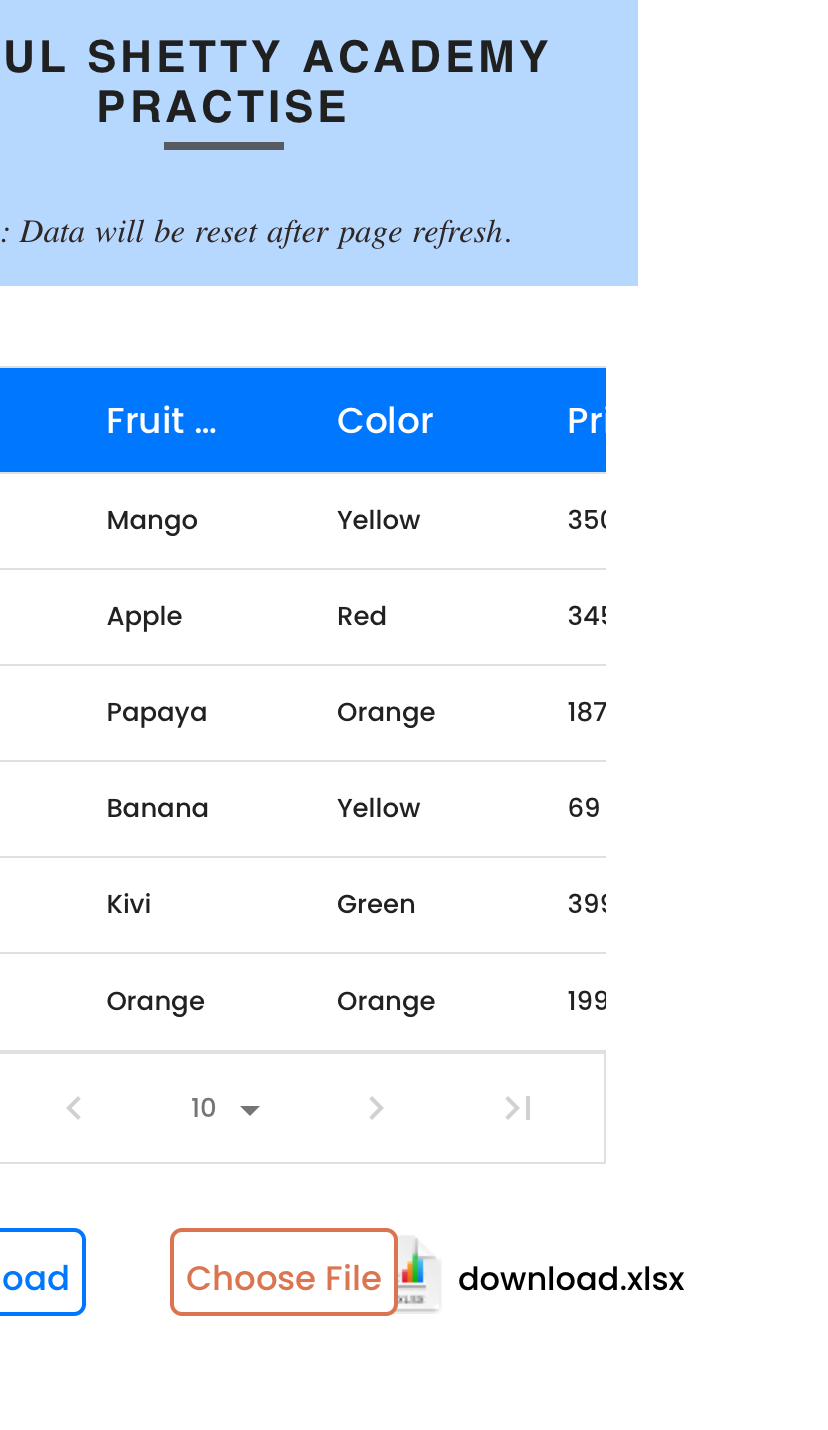 UL SHETTY ACADEMY
PRACTISE
: Data will be reset after page refresh.
Fruit ... Color Pri
Mango Yellow 350
Apple Red 345
Papaya Orange 187
Banana Yellow 69
Kivi Green 399
Orange Orange 199
10
oad Choose File XLSX download.xlsx